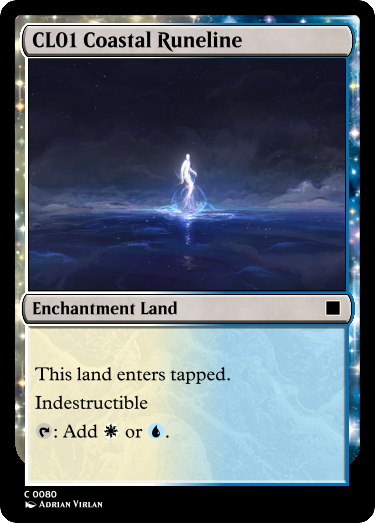 CL01 Coastal Runeline
Enchantment Land
This land enters tapped.
Indestructible
: Add or .
C 0080
Adrian Virlan